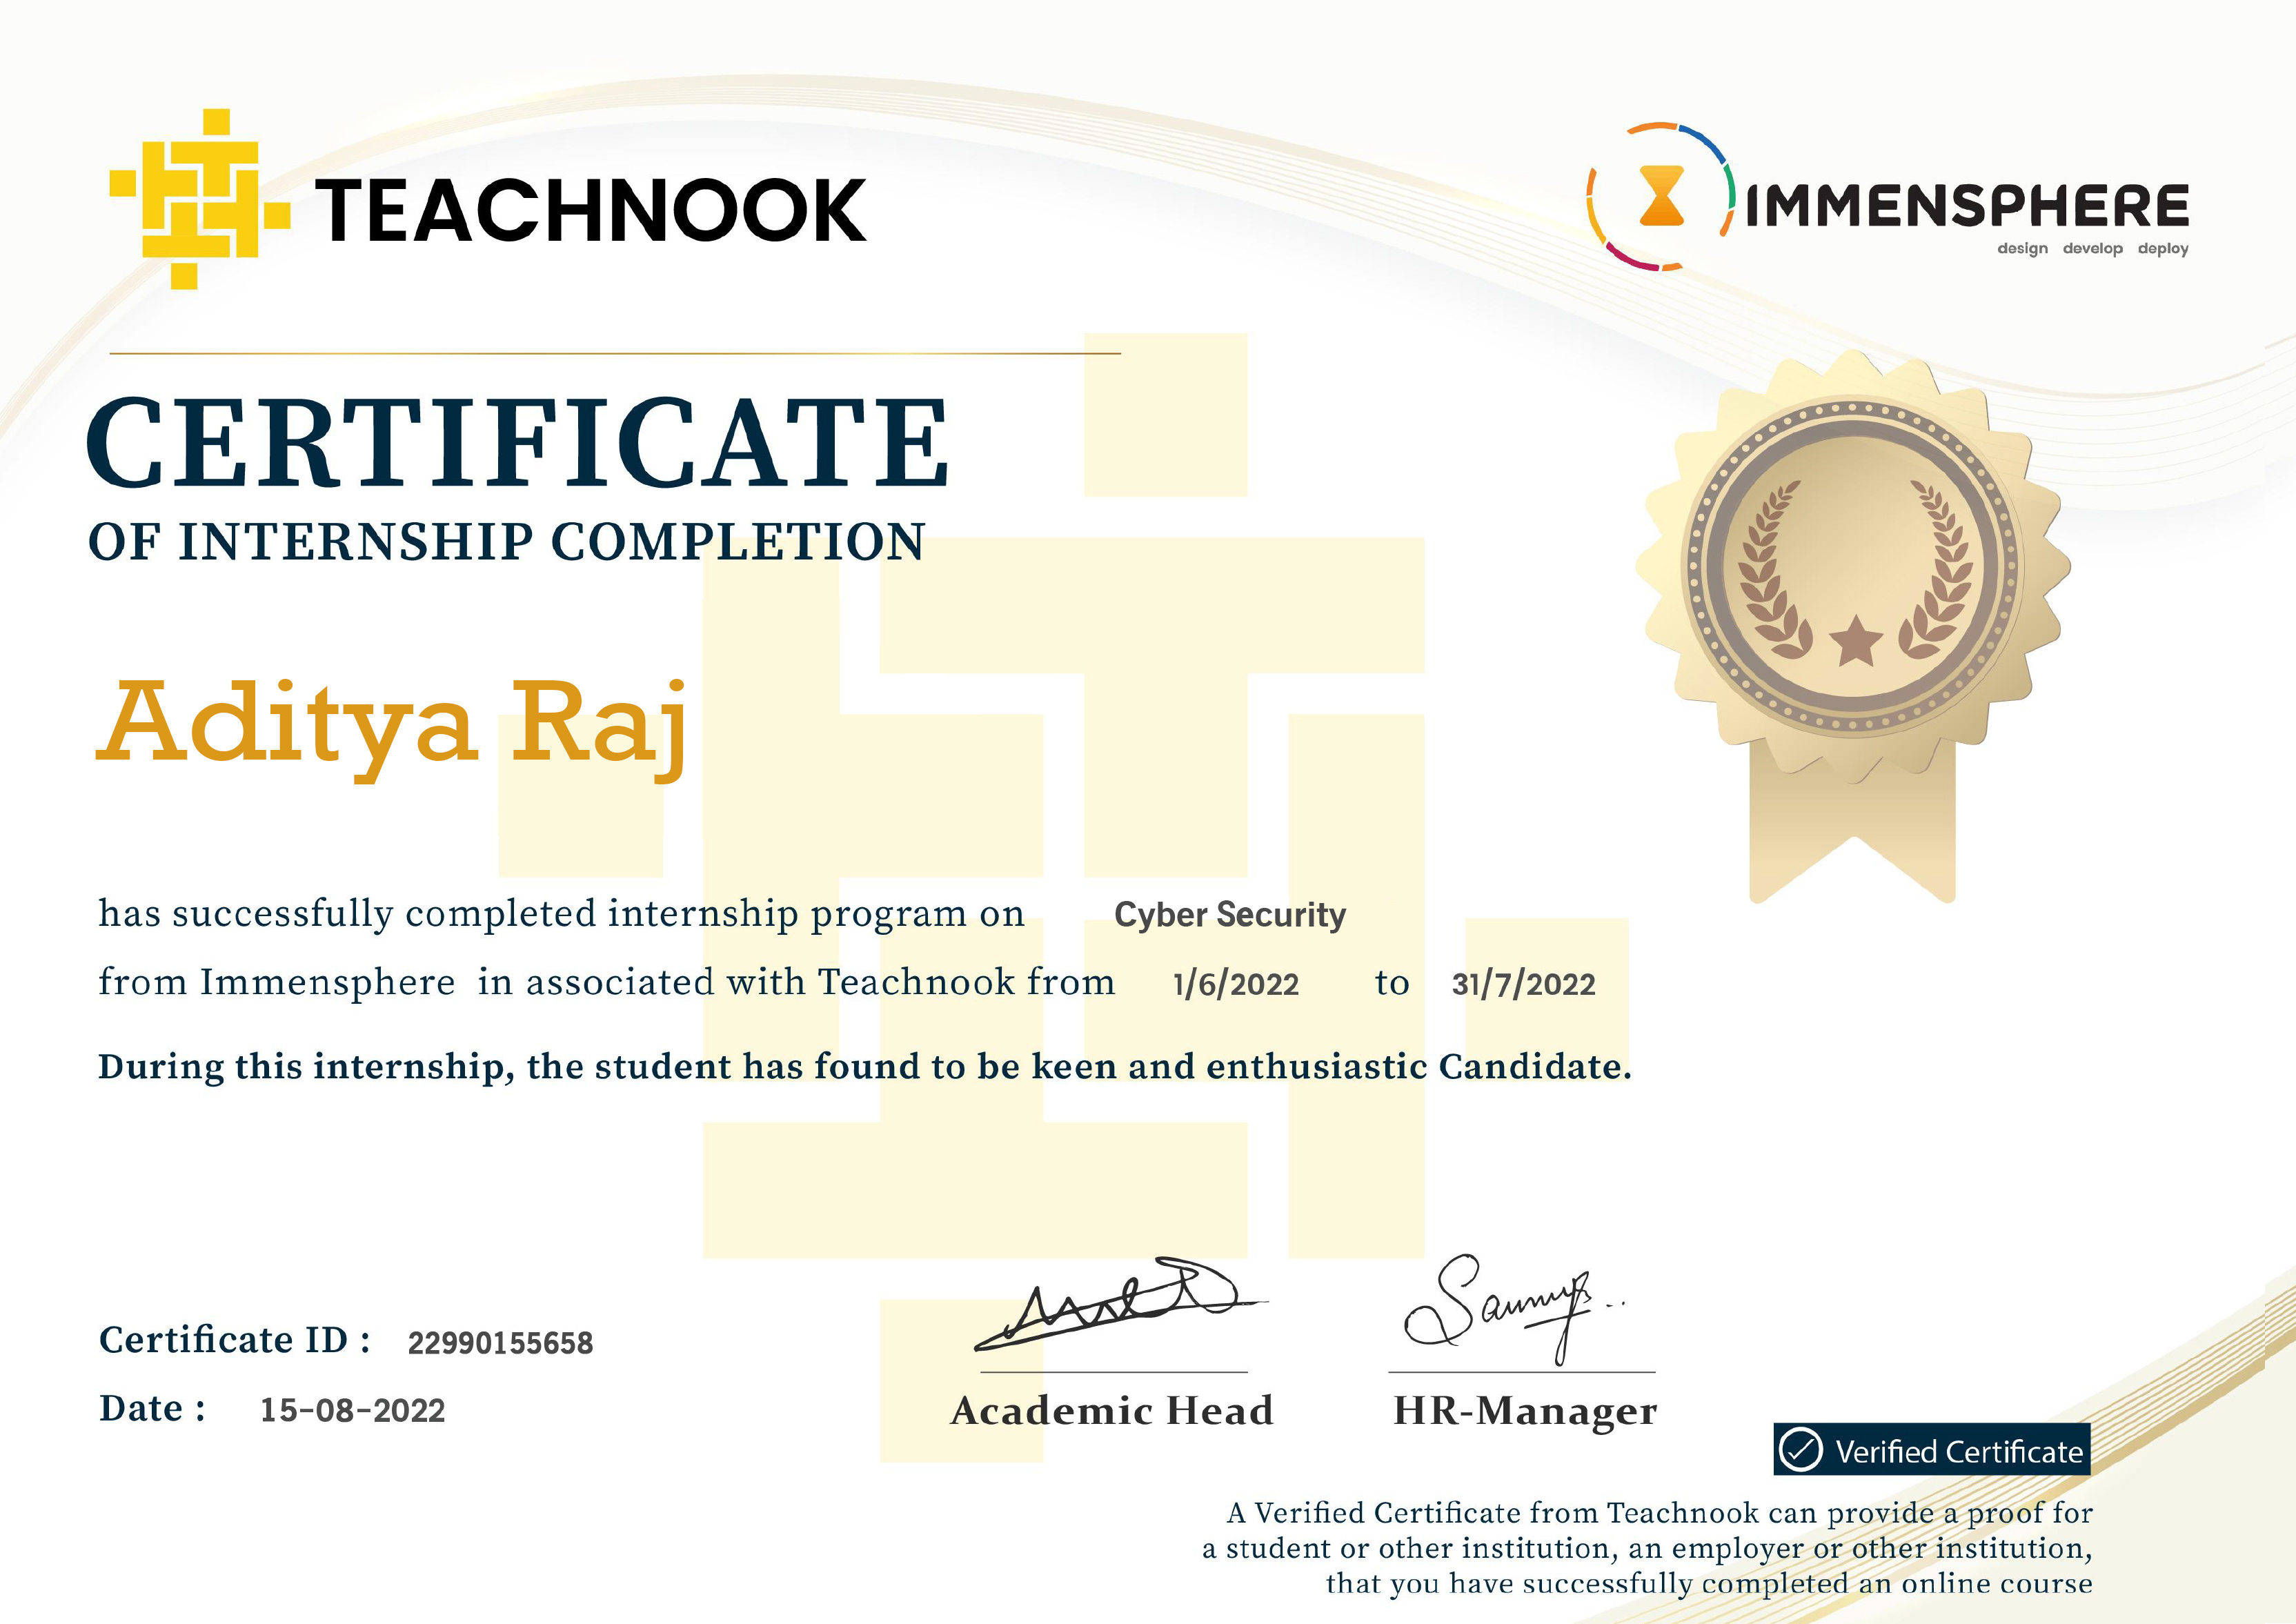 TEACHNOOK
IMMENSPHERE
design develop deploy
CERTIFICATE
OF INTERNSHIP COMPLETION
Aditya Raj
has successfully completed internship program on Cyber Security
from Immensphere in associated with Teachnook from 1/6/2022 to 31/7/2022
During this internship, the student has found to be keen and enthusiastic Candidate.
Certificate ID : 22990155658
Date : 15-08-2022
Academic Head
HR-Manager
Verified Certificate
A Verified Certificate from Teachnook can provide a proof for
a student or other institution, an employer or other institution,
that you have successfully completed an online course